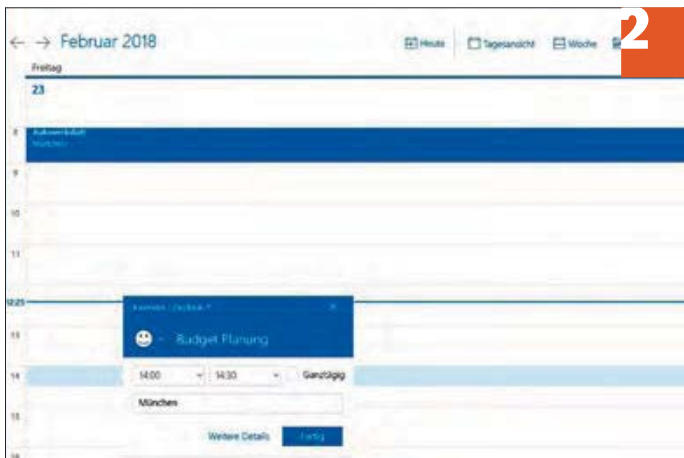 Februar 2018
Heute Tagesansicht Woche
2
Freitag
23
8
München
9
10
11
12:25
13
Budget Planung
14
14:00 14:30 Ganztägig
München
15
Weitere Details Fertig
16